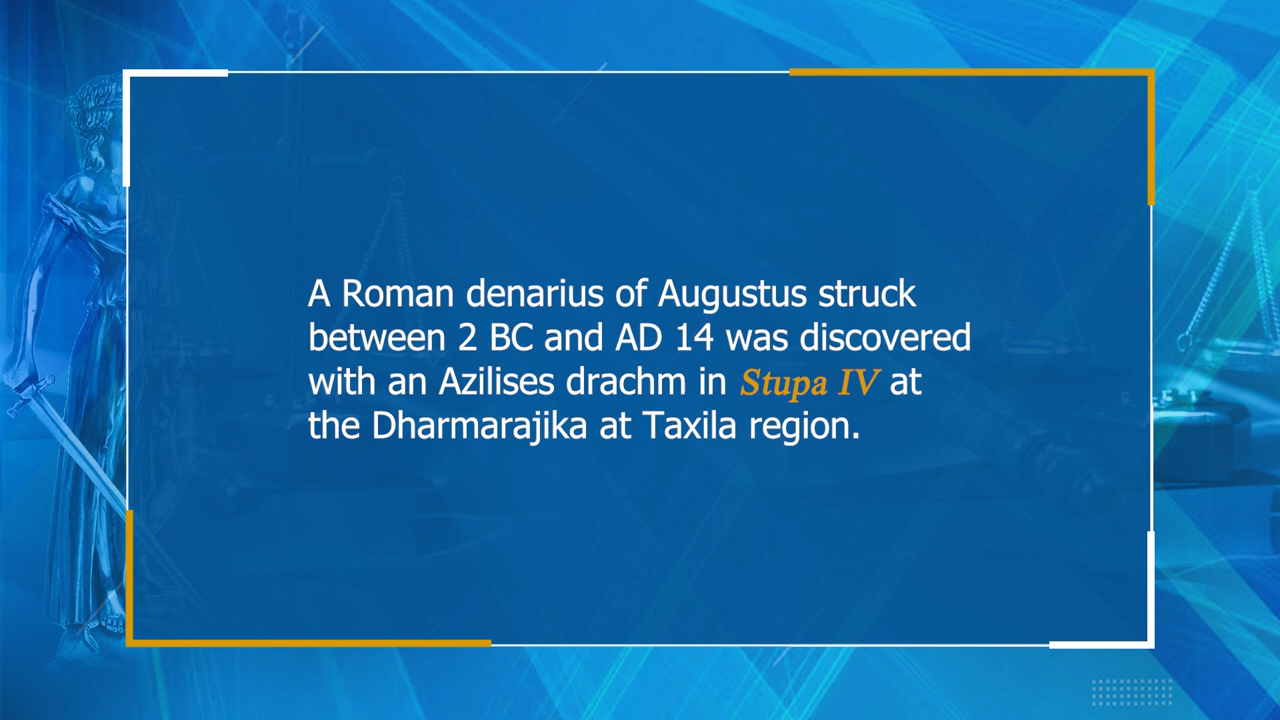 A Roman denarius of Augustus struck
between 2 BC and AD 14 was discovered
with an Azilises drachm in Stupa IV at
the Dharmarajika at Taxila region.